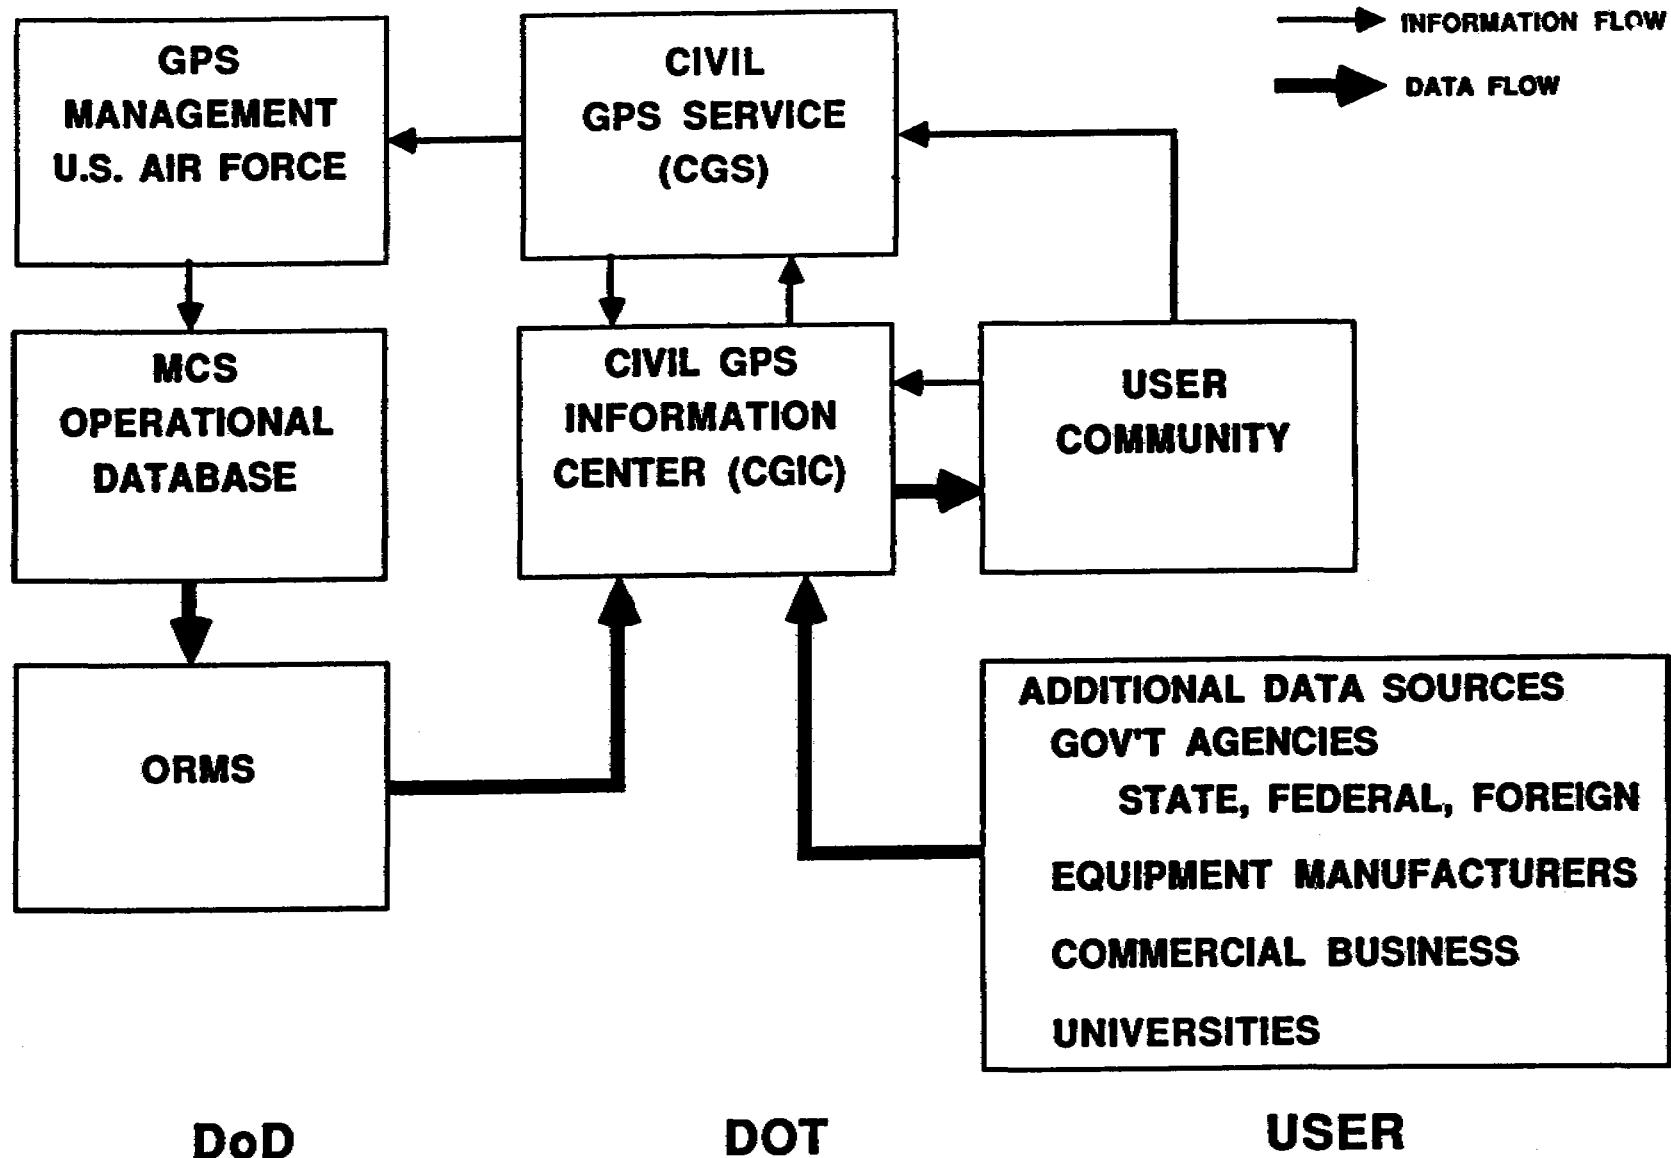 GPS
MANAGEMENT
U.S. AIR FORCE
CIVIL
GPS SERVICE
(CGS)
INFORMATION FLOW
DATA FLOW
MCS
OPERATIONAL
DATABASE
CIVIL GPS
INFORMATION
CENTER (CGIC)
USER
COMMUNITY
ORMS
ADDITIONAL DATA SOURCES
GOV'T AGENCIES
STATE, FEDERAL, FOREIGN
EQUIPMENT MANUFACTURERS
COMMERCIAL BUSINESS
UNIVERSITIES
DoD
DOT
USER